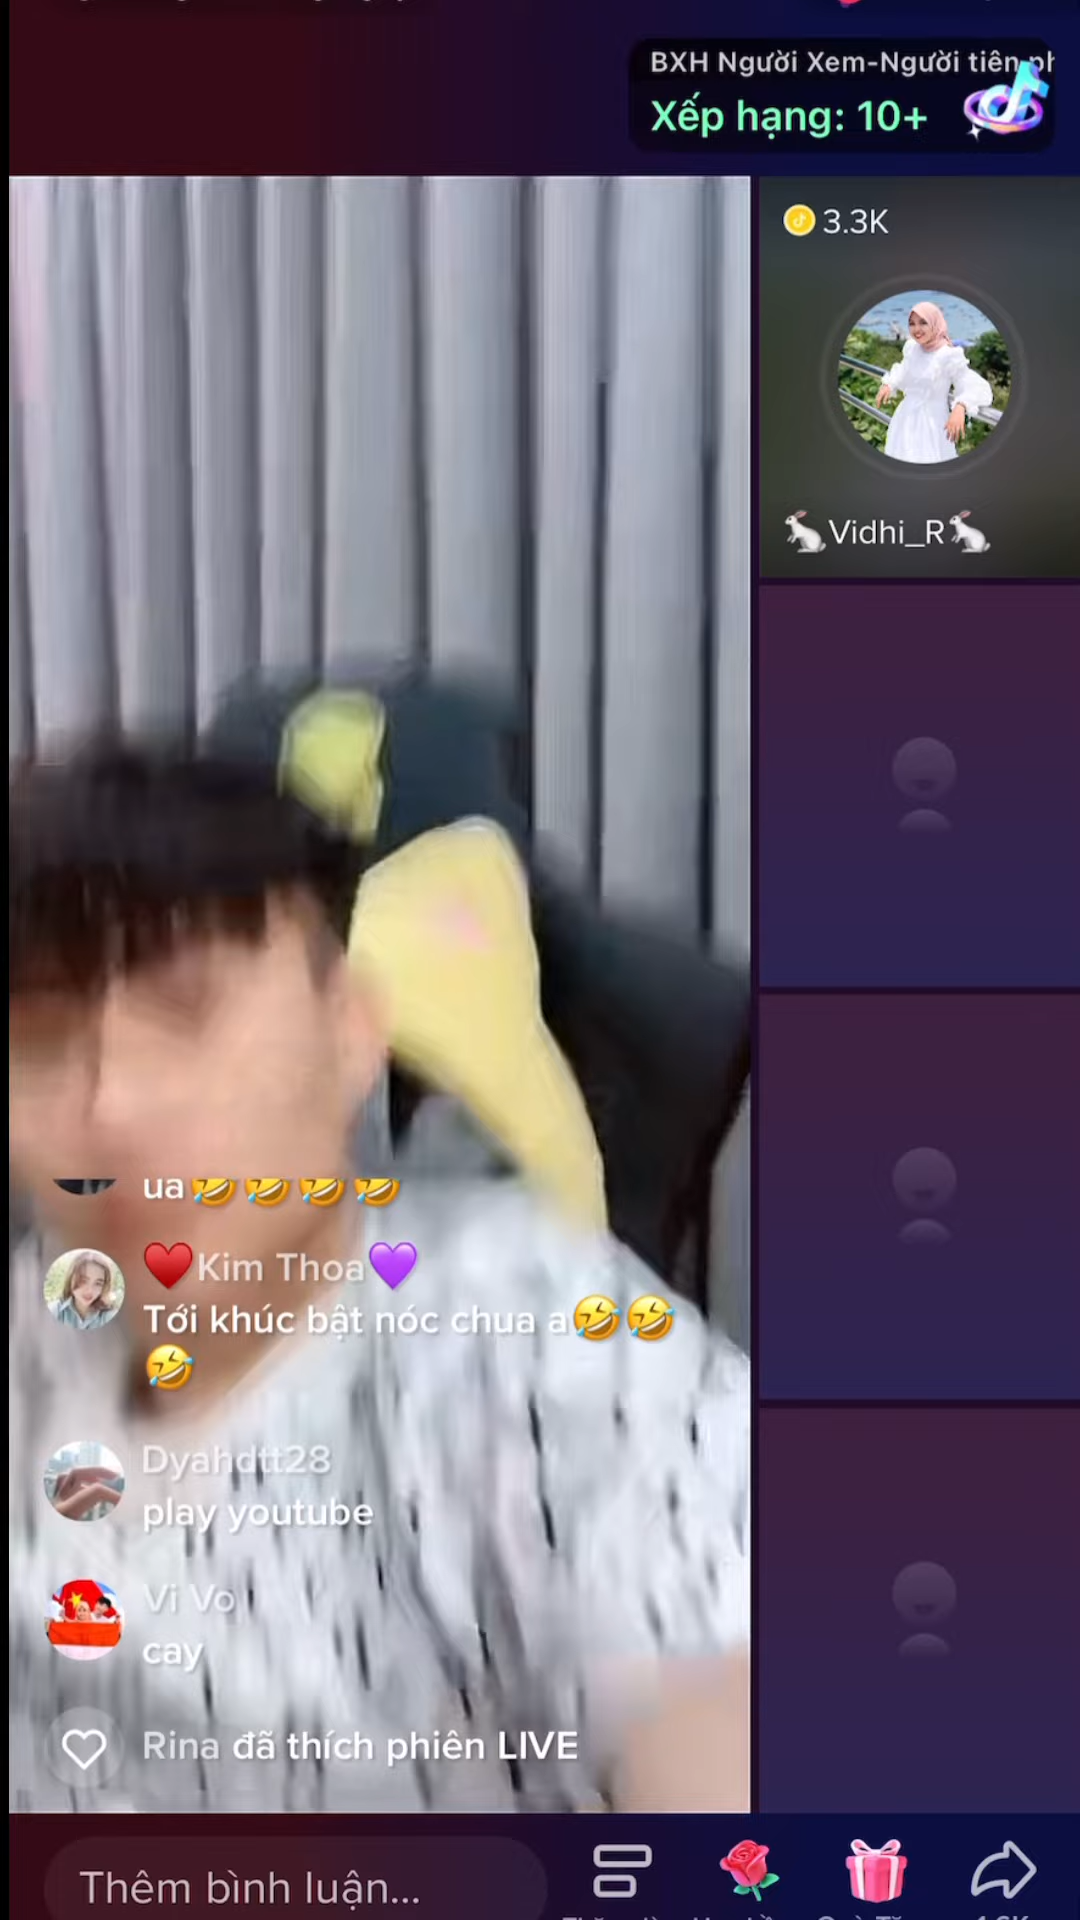 BXH Người Xem-Người tiên ph
Xếp hạng: 10+
3.3K
🐇Vidhi_R🐇
ua🤣🤣🤣🤣
❤️Kim Thoa💜
Tới khúc bật nóc chua a🤣🤣
🤣
Dyahdtt28
play youtube
Vi Vo
cay
Rina đã thích phiên LIVE
Thêm bình luận...